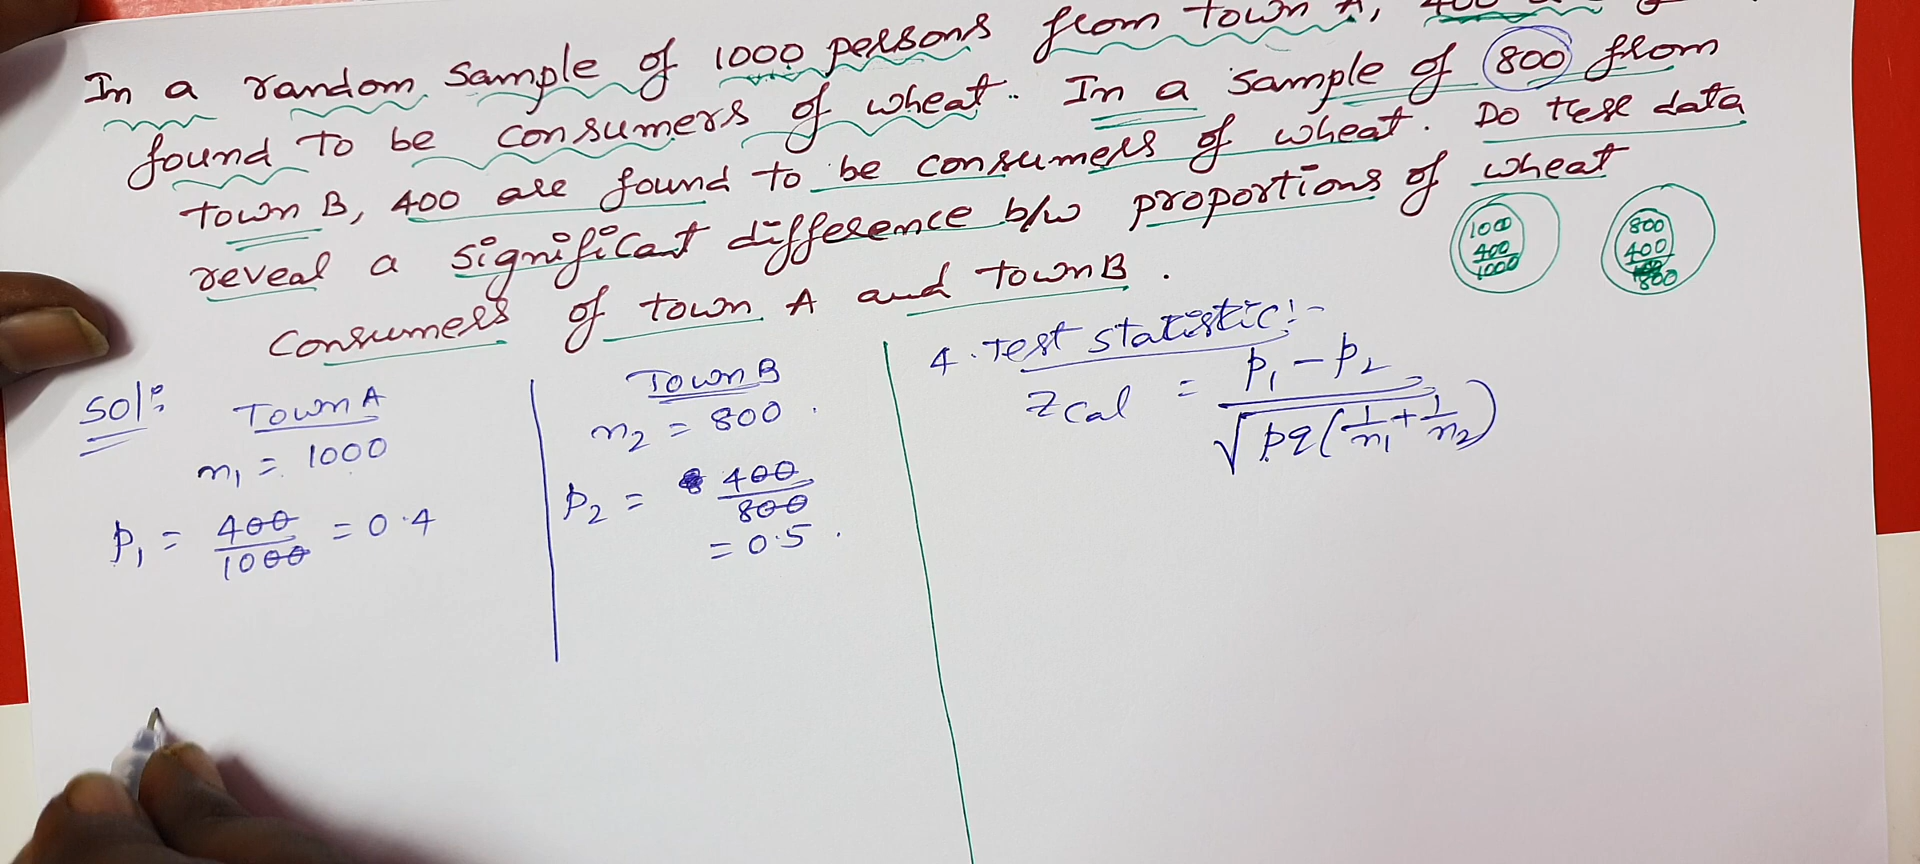 In a random sample of 1000 persons from town A, 400
found to be consumers of wheat. In a sample of 800 from
town B, 400 are found to be consumers of wheat. Do these data
reveal a significant difference b/w proportions of wheat
consumers of town A and town B.
1000
400
1000
800
400
800
Sol:
Town A
n₁ = 1000
p₁ = 400/1000 = 0.4
Town B
n₂ = 800.
p₂ = 400/800
= 0.5.
4. Test statistic:-
Zcal = p₁ - p₂ / √pq(1/n₁ + 1/n₂)